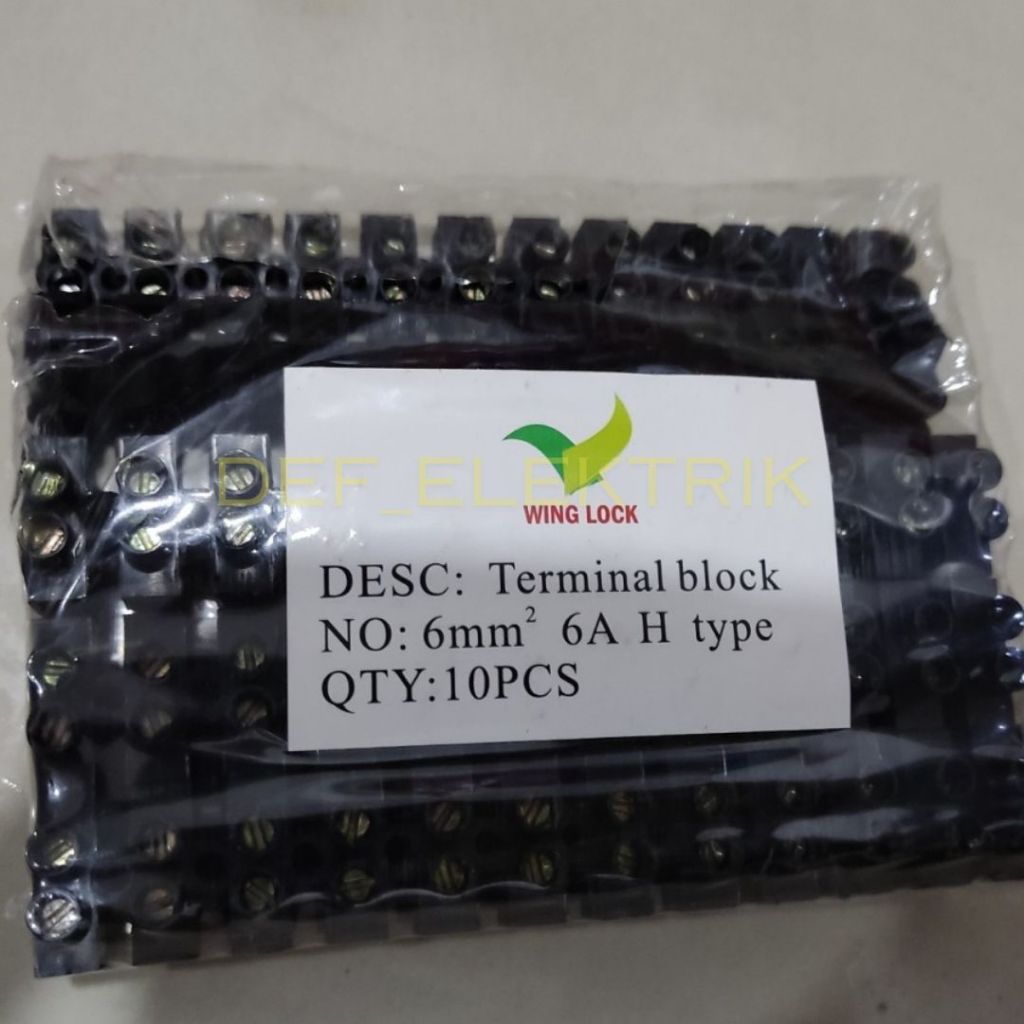 DEF_ELEKTRIK
WING LOCK
DESC: Terminal block
NO: 6mm² 6A H type
QTY:10PCS